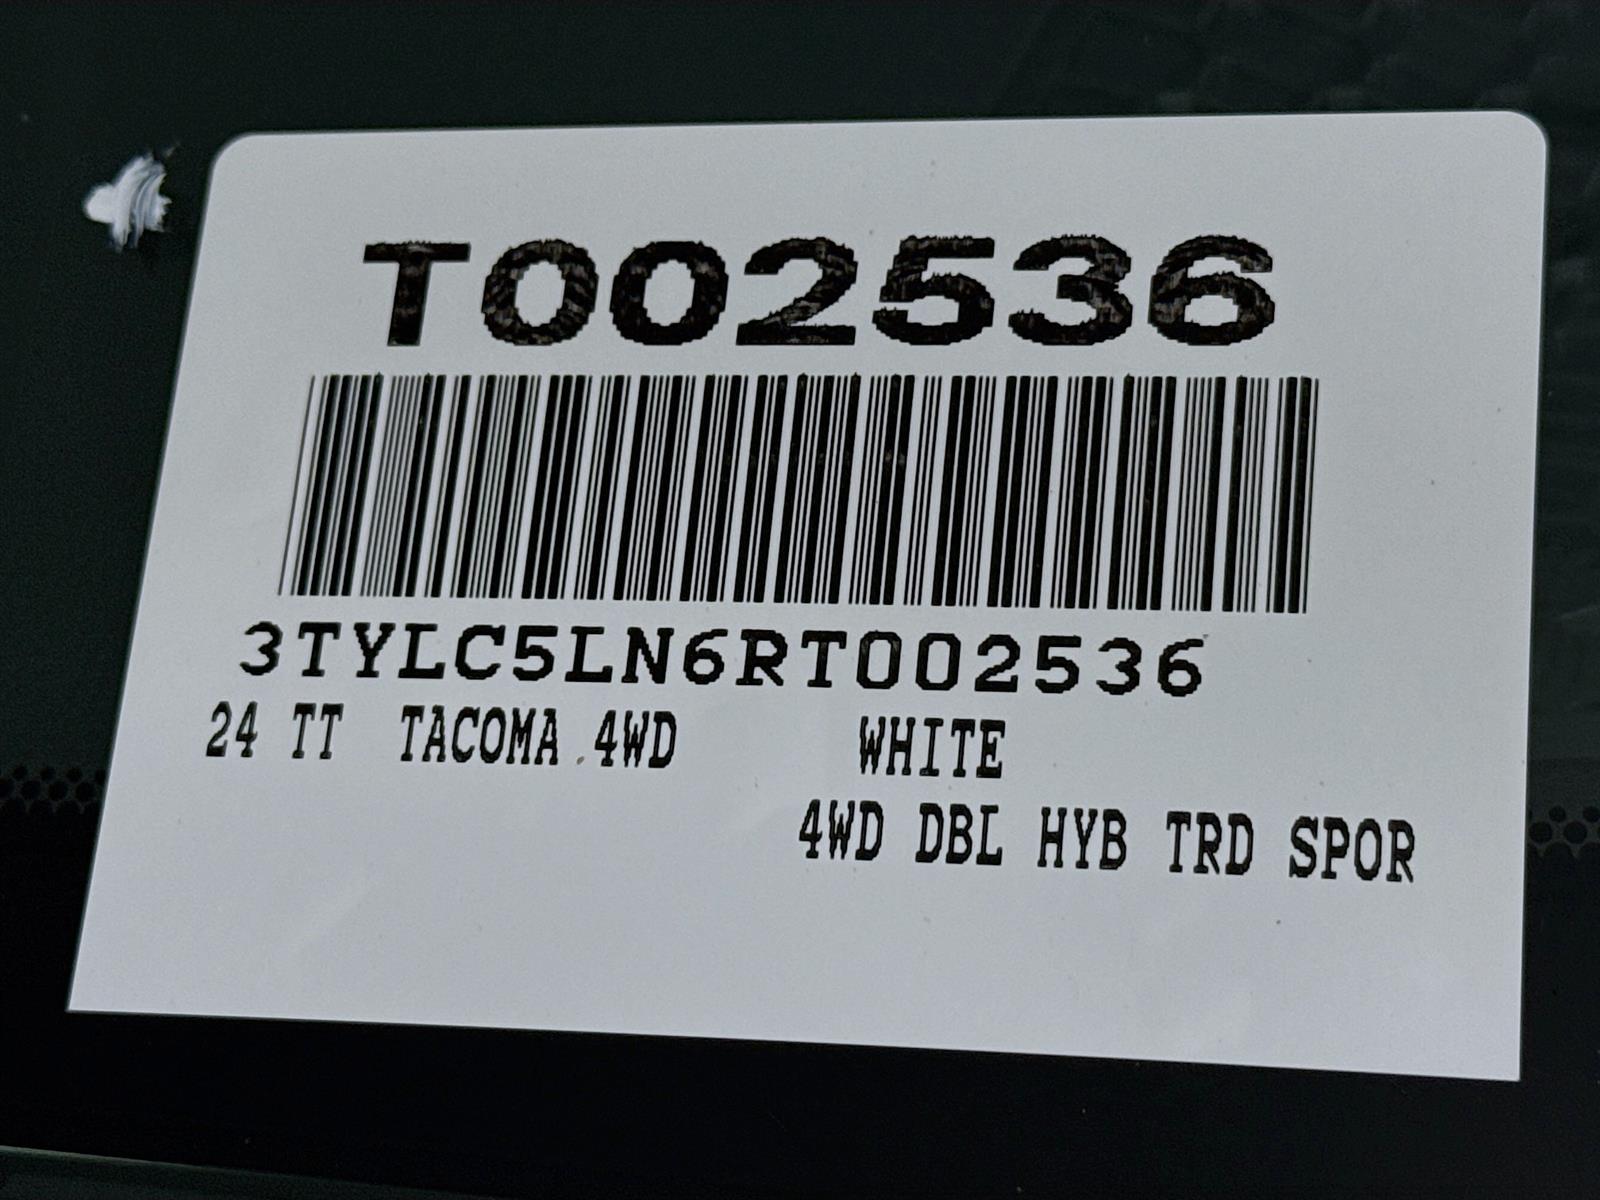 T002536
3TYLC5LN6RT002536
24 TT TACOMA 4WD WHITE
4WD DBL HYB TRD SPOR